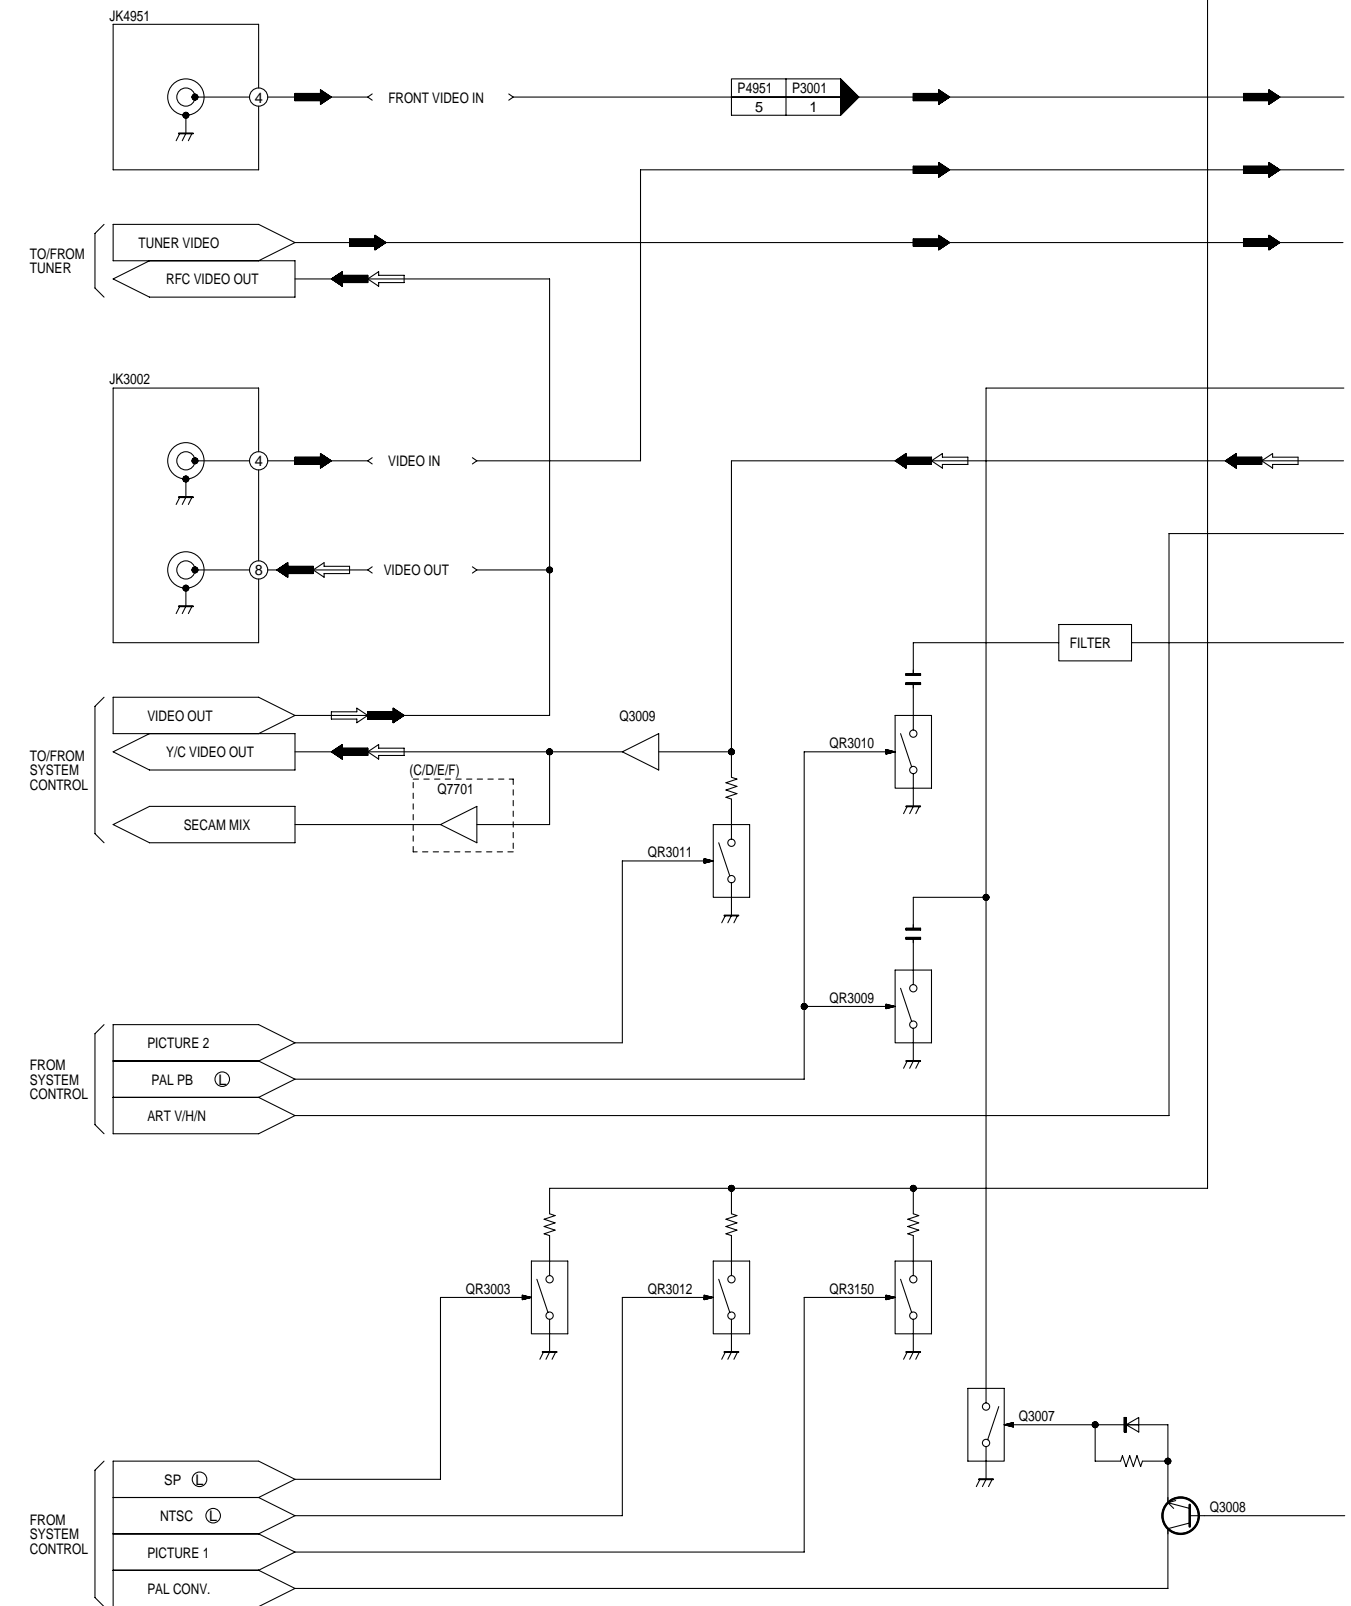 JK4951
4
FRONT VIDEO IN
P4951 P3001
5 1
TO/FROM
TUNER
TUNER VIDEO
RFC VIDEO OUT
JK3002
4
VIDEO IN
8
VIDEO OUT
FILTER
TO/FROM
SYSTEM
CONTROL
VIDEO OUT
Y/C VIDEO OUT
SECAM MIX
(C/D/E/F)
Q7701
Q3009
QR3010
QR3011
QR3009
FROM
SYSTEM
CONTROL
PICTURE 2
PAL PB Ⓛ
ART V/H/N
QR3003
QR3012
QR3150
Q3007
Q3008
FROM
SYSTEM
CONTROL
SP Ⓛ
NTSC Ⓛ
PICTURE 1
PAL CONV.